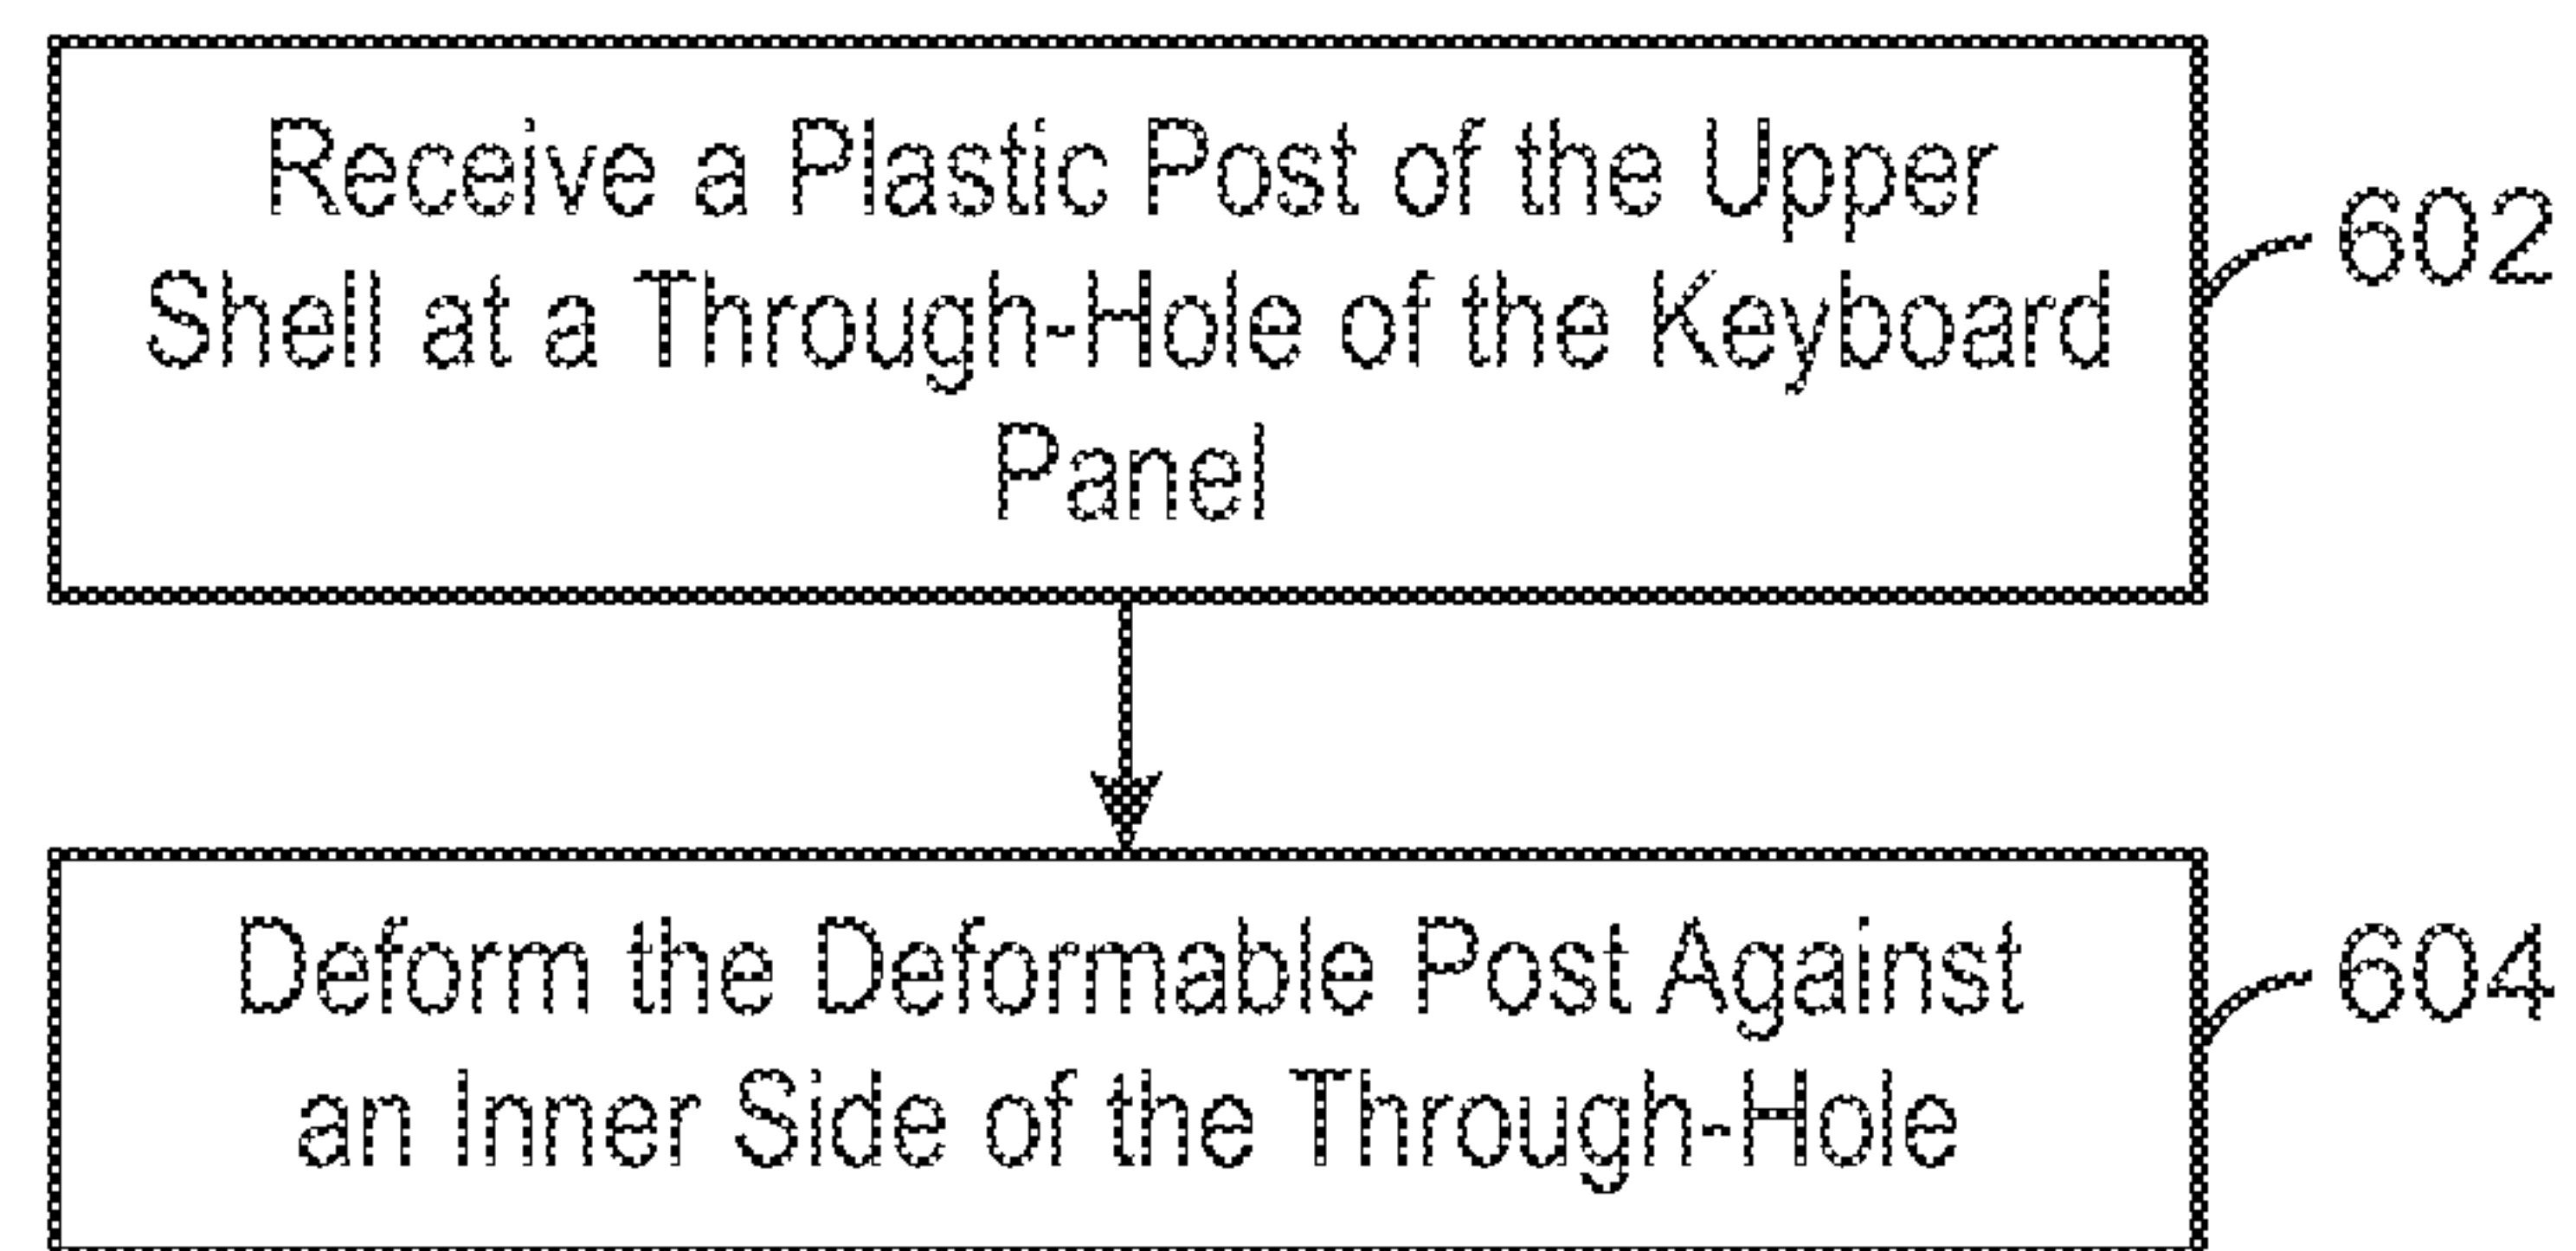 Receive a Plastic Post of the Upper
Shell at a Through-Hole of the Keyboard
Panel
602
Deform the Deformable Post Against
an Inner Side of the Through-Hole
604